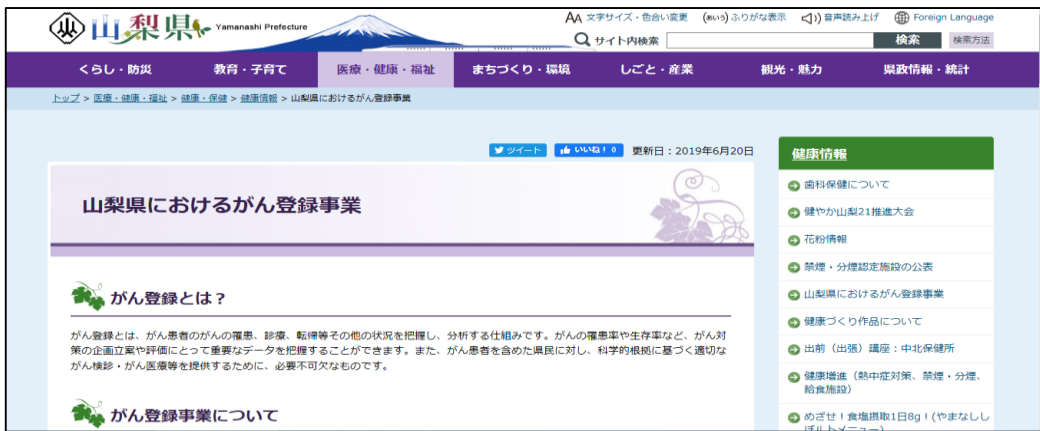 山梨県 Yamanashi Prefecture
AA 文字サイズ・色合い変更 (あいう) ふりがな表示 音声読み上げ Foreign Language
サイト内検索 検索 検索方法
くらし・防災 教育・子育て 医療・健康・福祉 まちづくり・環境 しごと・産業 観光・魅力 県政情報・統計
トップ > 医療・健康・福祉 > 健康・保健 > 健康情報 > 山梨県におけるがん登録事業
ツイート いいね! 0 更新日:2019年6月20日
山梨県におけるがん登録事業
がん登録とは?
がん登録とは、がん患者のがんの罹患、診療、転帰等その他の状況を把握し、分析する仕組みです。がんの罹患率や生存率など、がん対
策の企画立案や評価にとって重要なデータを把握することができます。また、がん患者を含めた県民に対し、科学的根拠に基づく適切な
がん検診・がん医療等を提供するために、必要不可欠なものです。
がん登録事業について
健康情報
歯科保健について
健やか山梨21推進大会
花粉情報
禁煙・分煙認定施設の公表
山梨県におけるがん登録事業
健康づくり作品について
出前(出張)講座:中北保健所
健康増進(熱中症対策、禁煙・分煙、
給食施設)
めざせ!食塩摂取1日8g!(やまなしし
ぼルトメニュー)